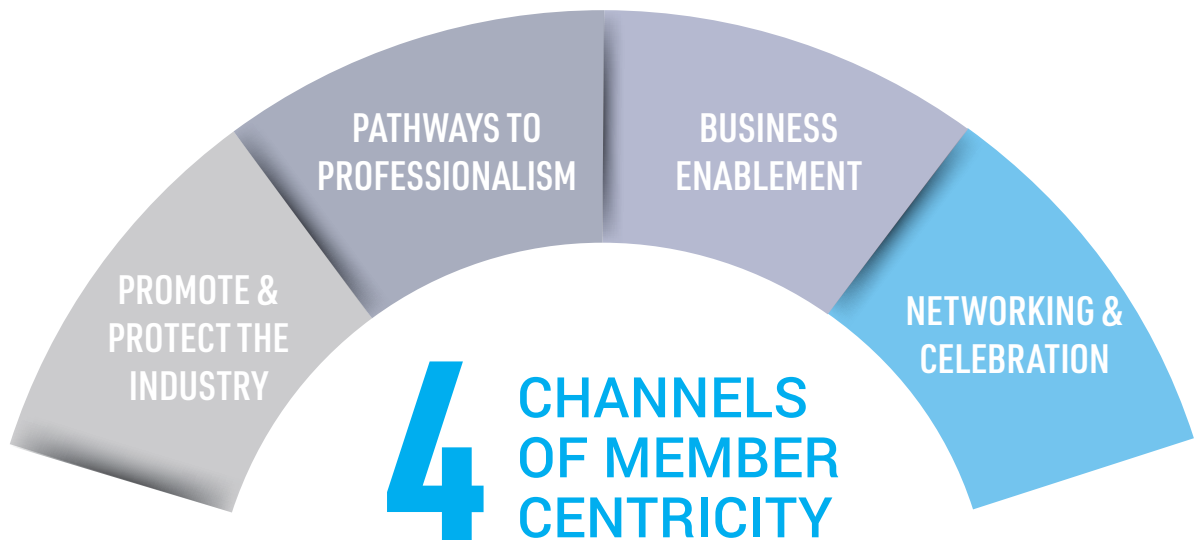 PATHWAYS TO
PROFESSIONALISM
BUSINESS
ENABLEMENT
PROMOTE &
PROTECT THE
INDUSTRY
NETWORKING &
CELEBRATION
4
CHANNELS
OF MEMBER
CENTRICITY